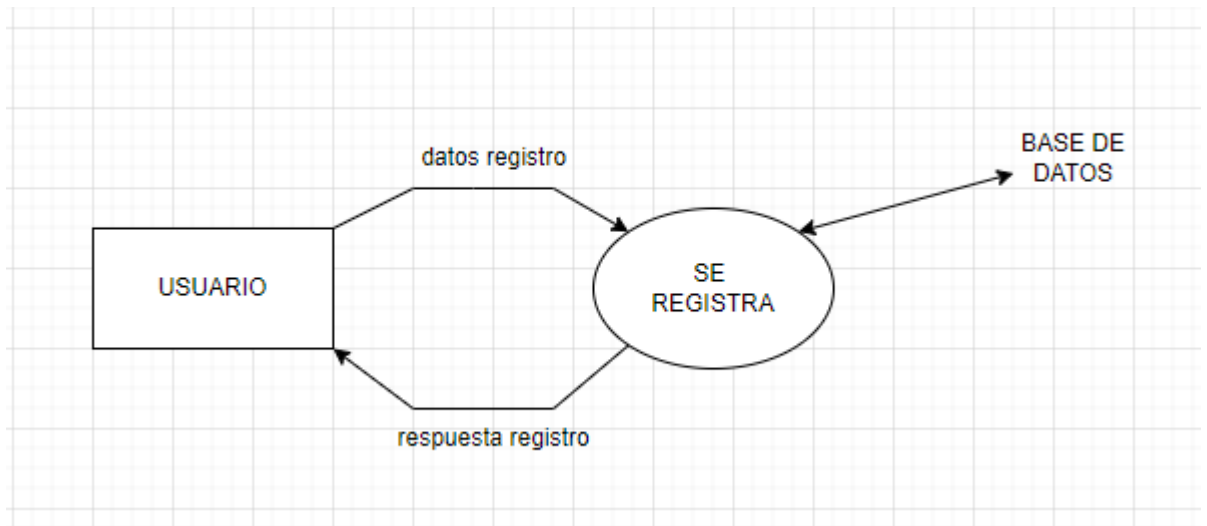 datos registro
BASE DE
DATOS
USUARIO
SE
REGISTRA
respuesta registro